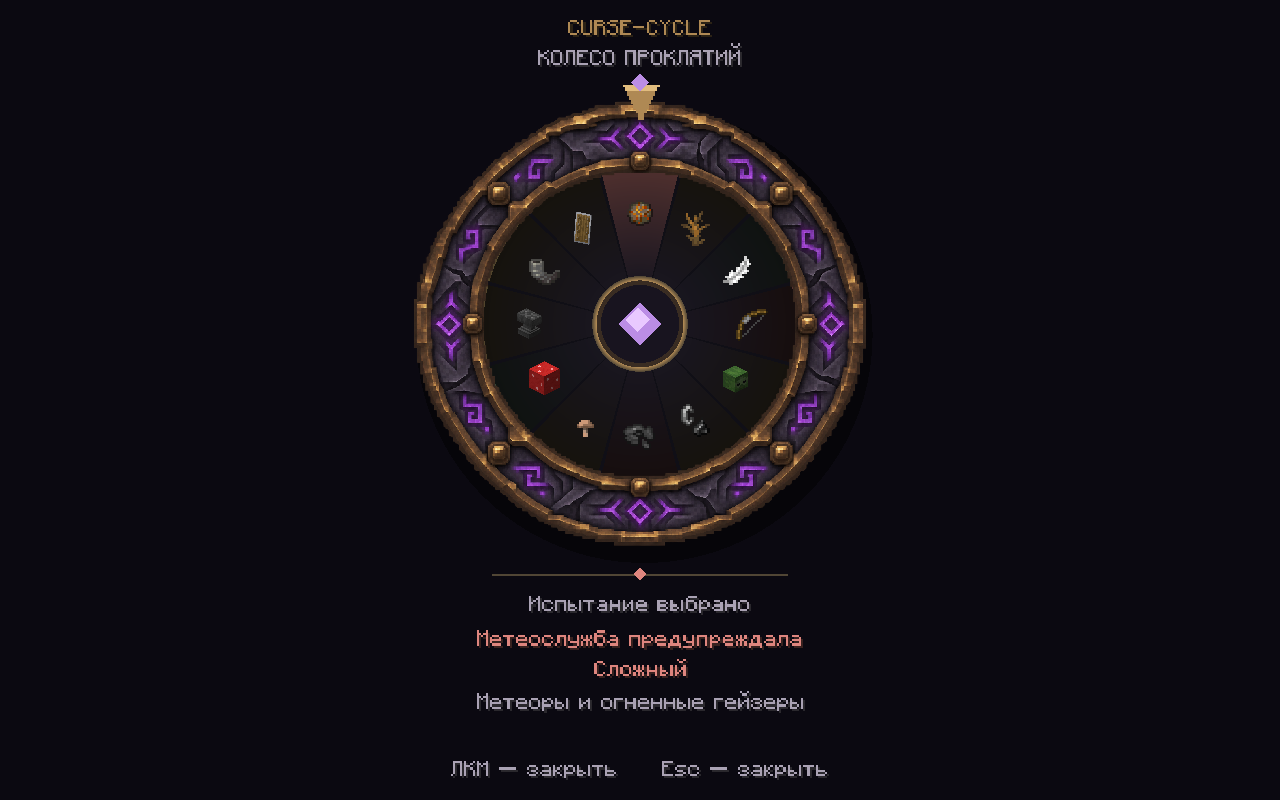 CURSE-CYCLE
КОЛЕСО ПРОКЛЯТИЙ
Испытание выбрано
Метеослужба предупреждала
Сложный
Метеоры и огненные гейзеры
ЛКМ — закрыть Esc — закрыть